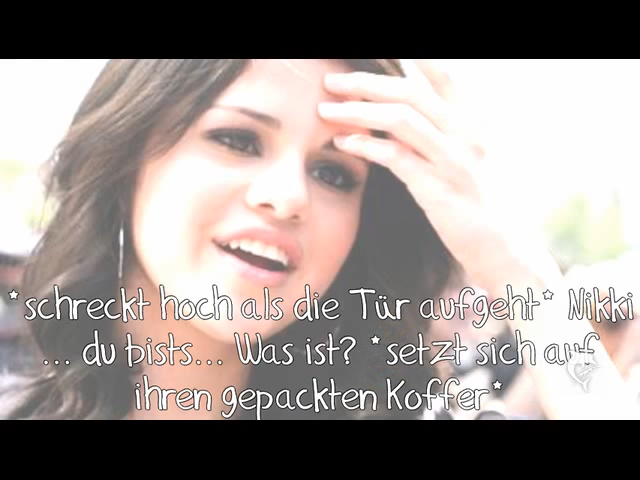 *schreckt hoch als die Tür aufgeht* Nikki
... du bists... Was ist? *setzt sich auf
ihren gepackten Koffer*